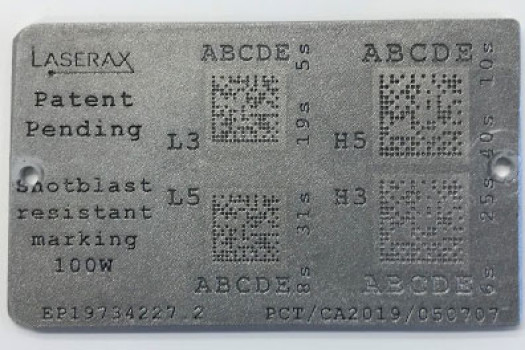 LASERAX
Patent
Pending
Shotblast
resistant
marking
100W
ABCDE 5s
L3 19s
L5 31s
ABCDE 8s
ABCDE 10s
H5 40s
H3 25s
ABCDE 6s
EP19734227.2
PCT/CA2019/050707